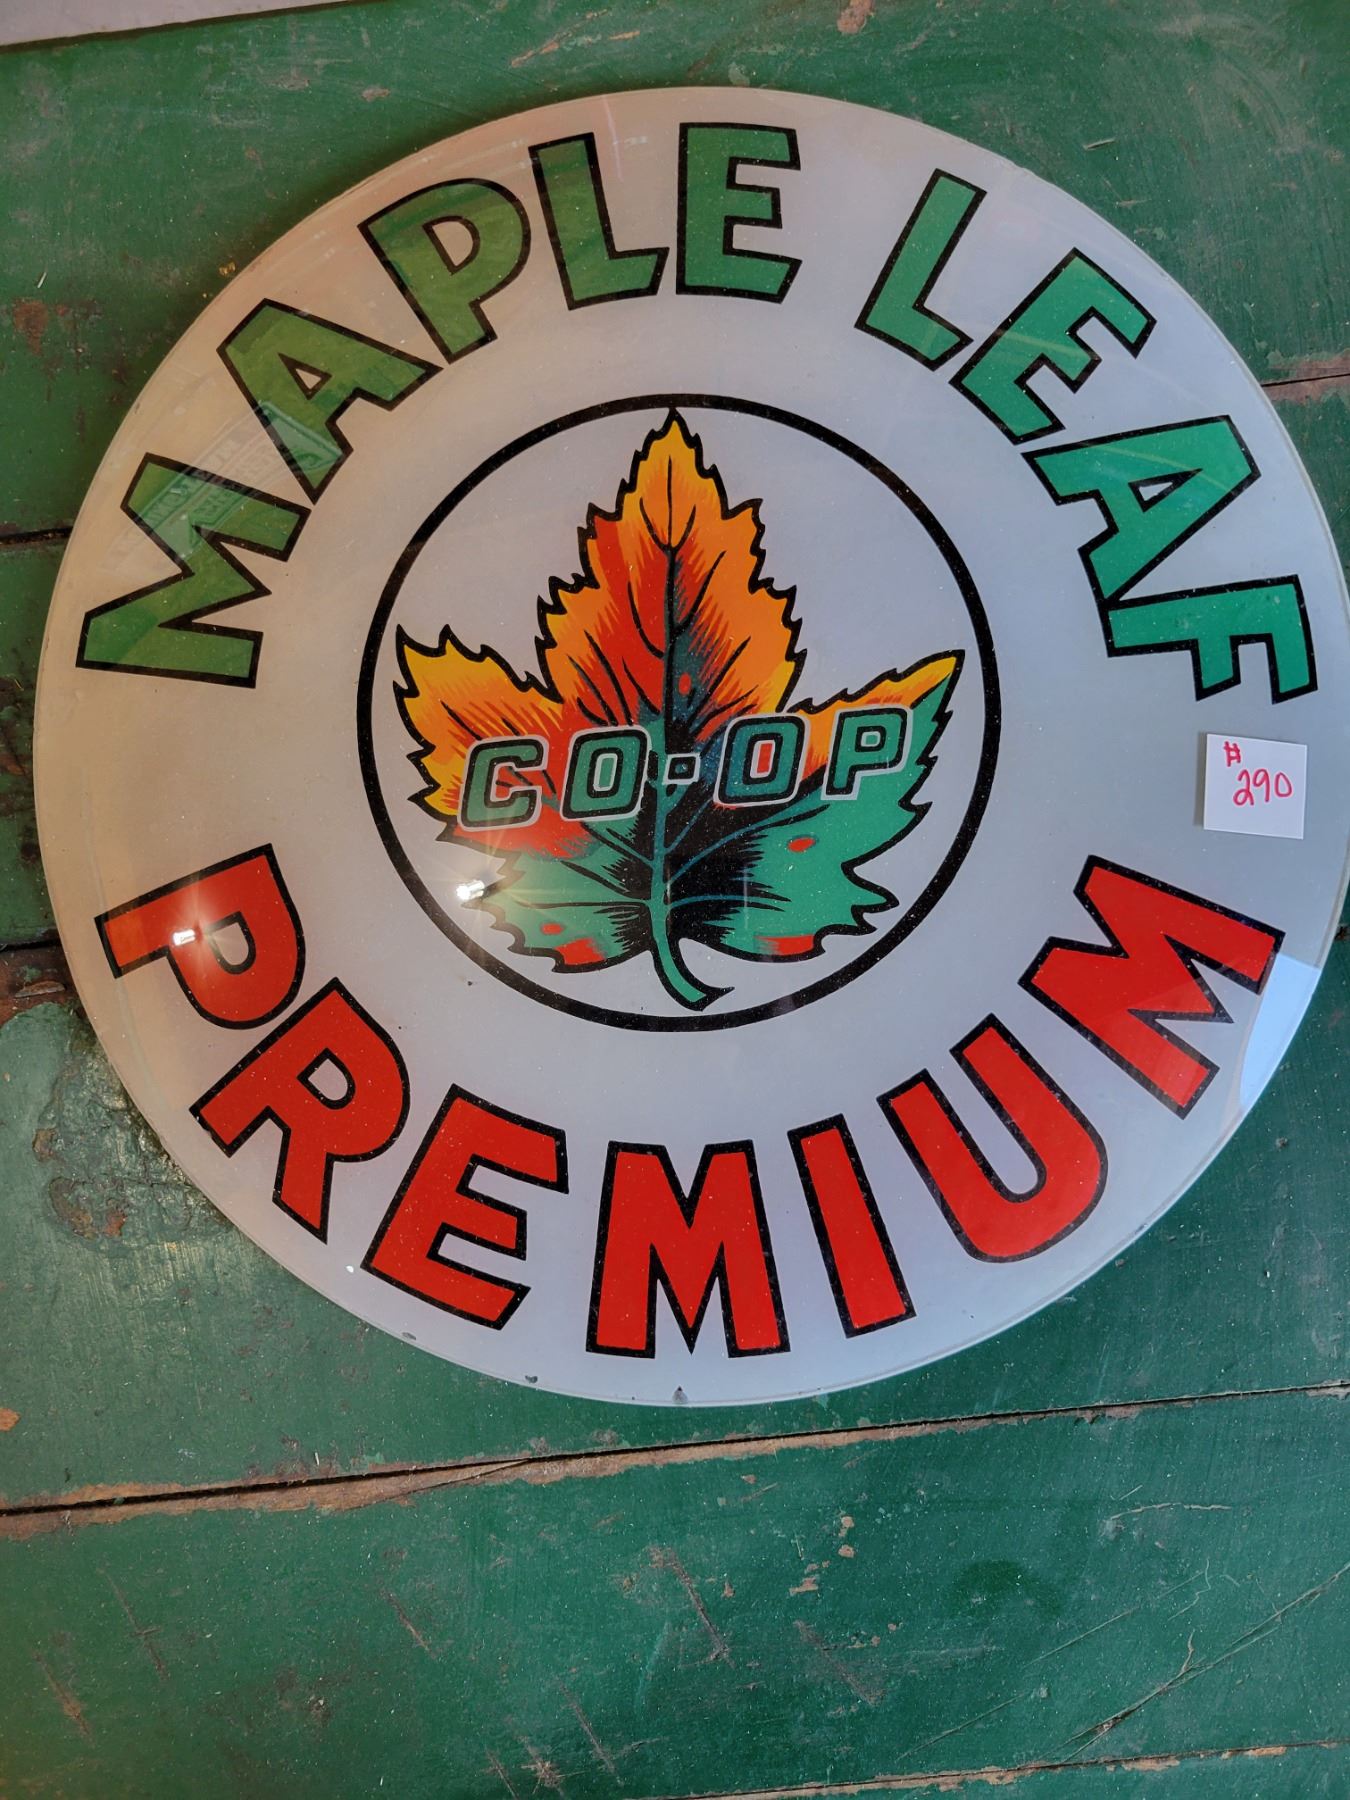 MAPLE LEAF
CO-OP
# 290
PREMIUM